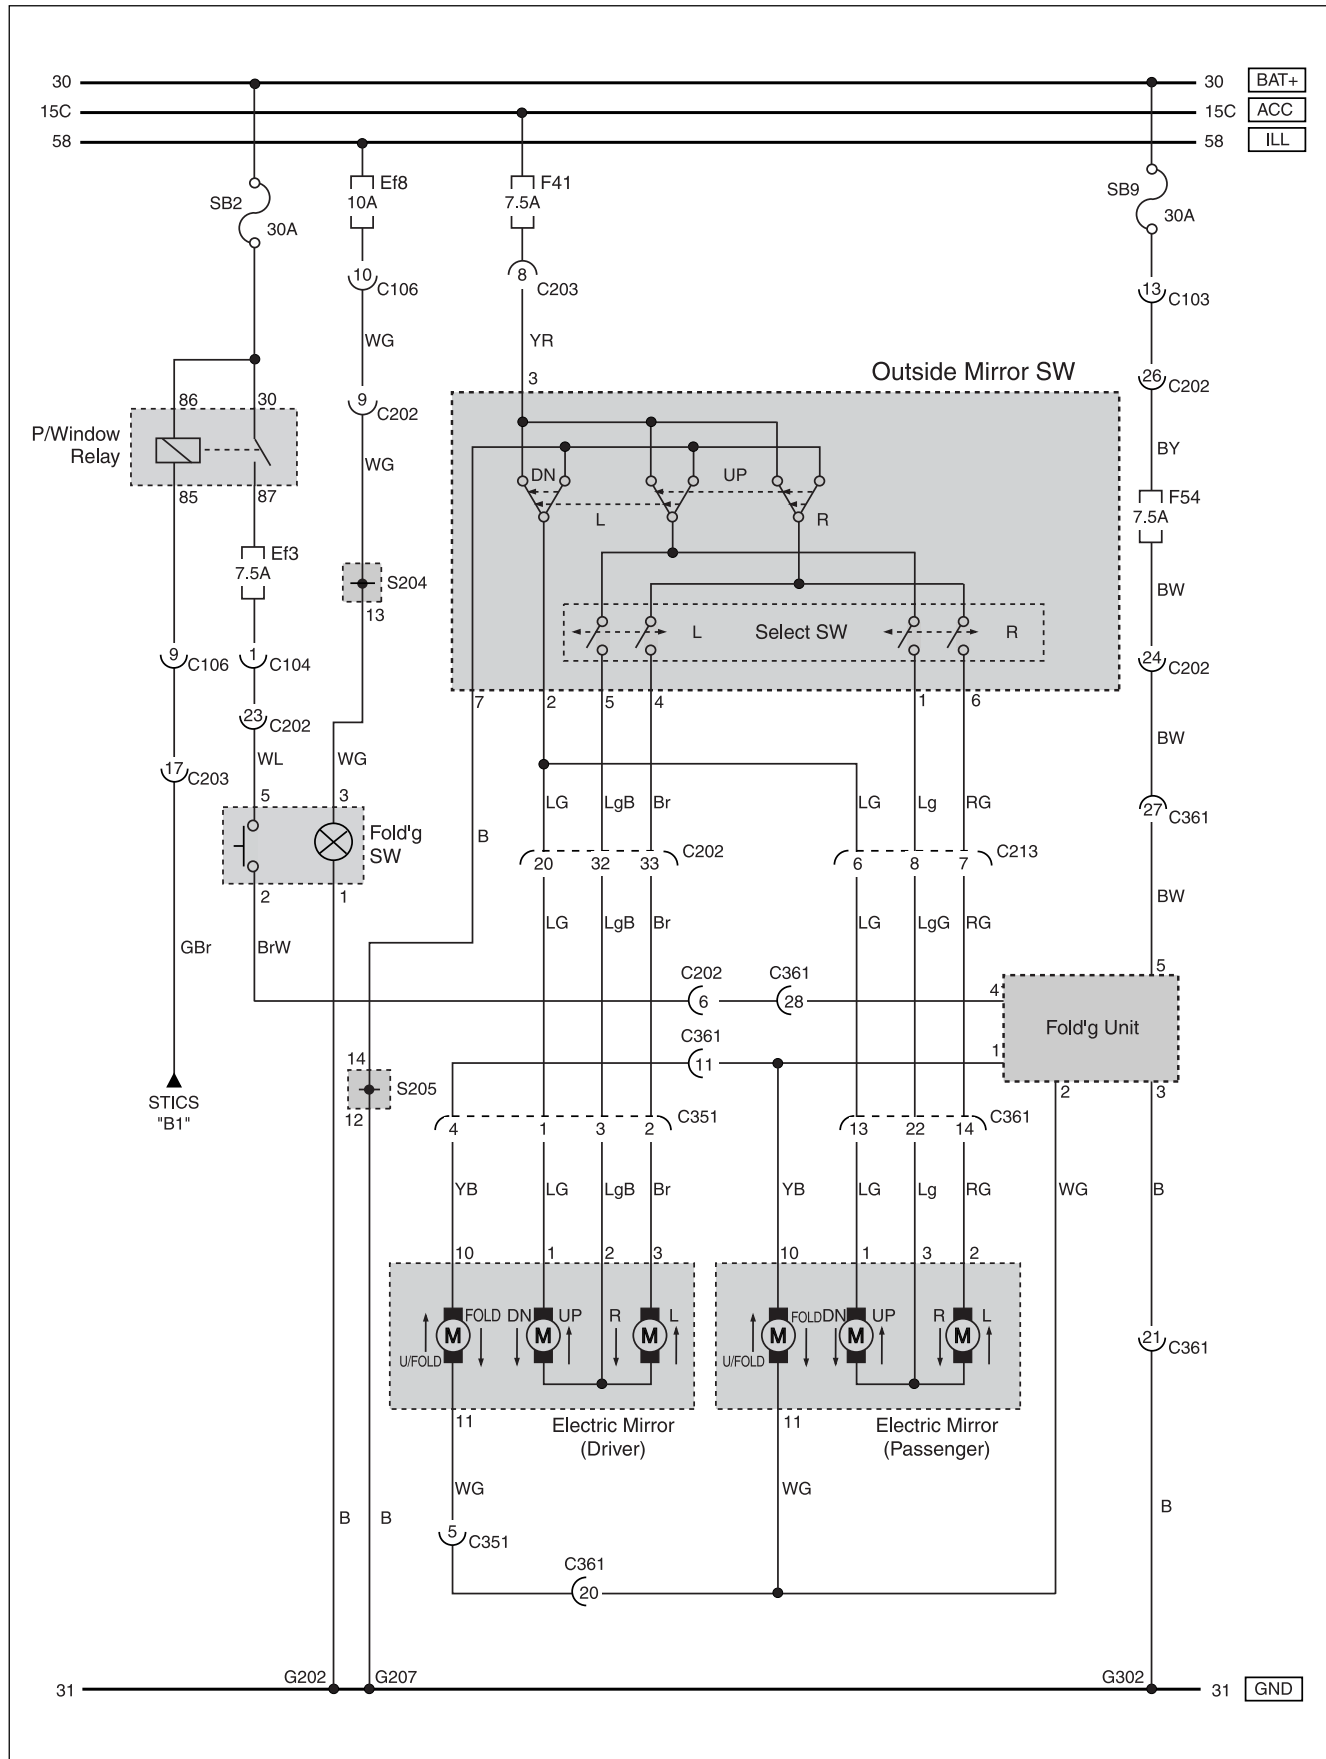 30
30
BAT+
15C
15C
ACC
58
58
ILL
SB2
30A
Ef8
10A
F41
7.5A
SB9
30A
10
C106
8
C203
13
C103
WG
YR
26
C202
Outside Mirror SW
3
86
30
9
C202
P/Window
Relay
WG
BY
DN
UP
85
87
F54
7.5A
L
R
Ef3
7.5A
S204
13
BW
Select SW
L
R
9
C106
1
C104
24
C202
7
2
5
4
1
6
23
C202
BW
WL
WG
17
C203
5
3
LG
LgB
Br
LG
Lg
RG
27
C361
Fold'g
SW
B
20
32
33
C202
6
8
7
C213
2
1
BW
GBr
BrW
LG
LgB
Br
LG
LgG
RG
5
C202
6
C361
28
4
Fold'g Unit
C361
11
1
14
S205
12
2
3
STICS
"B1"
4
1
3
2
C351
13
22
14
C361
YB
LG
LgB
Br
YB
LG
Lg
RG
WG
B
10
1
2
3
10
1
3
2
FOLD
DN
UP
R
L
FOLD
DN
UP
R
L
M
M
M
M
M
M
U/FOLD
U/FOLD
21
C361
11
Electric Mirror
(Driver)
11
Electric Mirror
(Passenger)
WG
WG
B
B
B
5
C351
C361
20
G202
G207
G302
31
31
GND